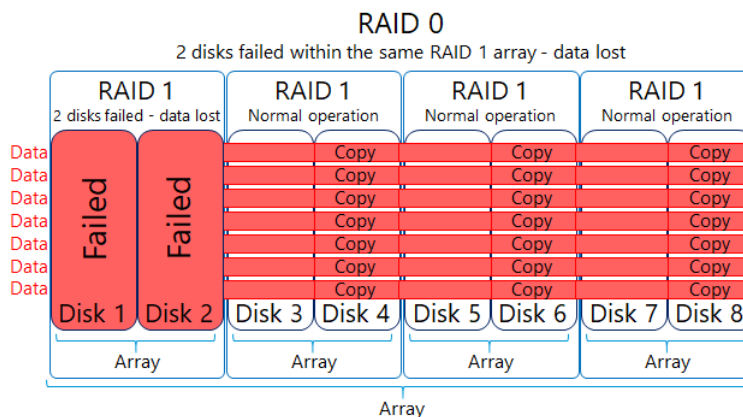 RAID 0
2 disks failed within the same RAID 1 array - data lost
RAID 1 RAID 1 RAID 1 RAID 1
2 disks failed - data lost Normal operation Normal operation Normal operation
Data Copy Copy Copy
Data Copy Copy Copy
Data Copy Copy Copy
Data Copy Copy Copy
Data Copy Copy Copy
Data Copy Copy Copy
Data Copy Copy Copy
Failed Failed
Disk 1 Disk 2 Disk 3 Disk 4 Disk 5 Disk 6 Disk 7 Disk 8
Array Array Array Array
Array